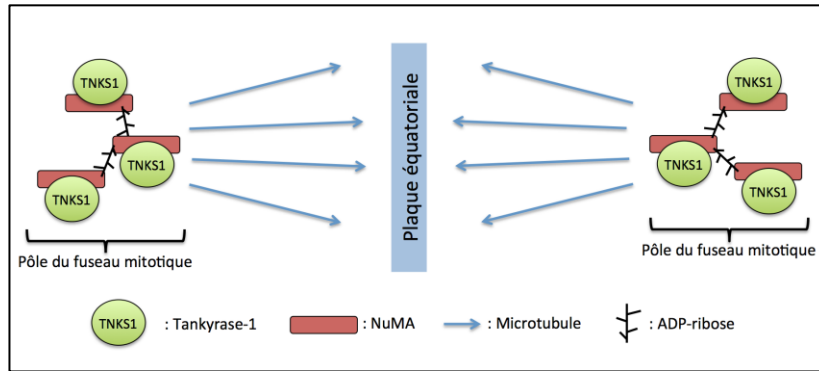 TNKS1
TNKS1
TNKS1
Pôle du fuseau mitotique
Plaque équatoriale
TNKS1
TNKS1
TNKS1
Pôle du fuseau mitotique
TNKS1 : Tankyrase-1 : NuMA : Microtubule : ADP-ribose